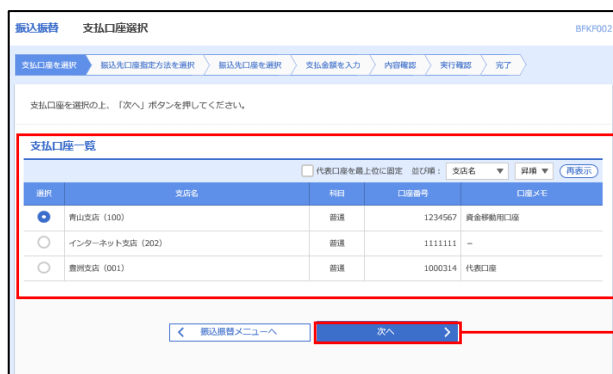 振込振替 支払口座選択 BFKF002
支払口座を選択 振込先口座指定方法を選択 振込先口座を選択 支払金額を入力 内容確認 実行確認 完了
支払口座を選択の上、「次へ」ボタンを押してください。
支払口座一覧
代表口座を最上位に固定 並び順： 支店名 ▼ 昇順 ▼ 再表示
選択 支店名 科目 口座番号 口座メモ
青山支店（100） 普通 1234567 資金移動用口座
インターネット支店（202） 普通 1111111 －
豊洲支店（001） 普通 1000314 代表口座
振込振替メニューへ 次へ